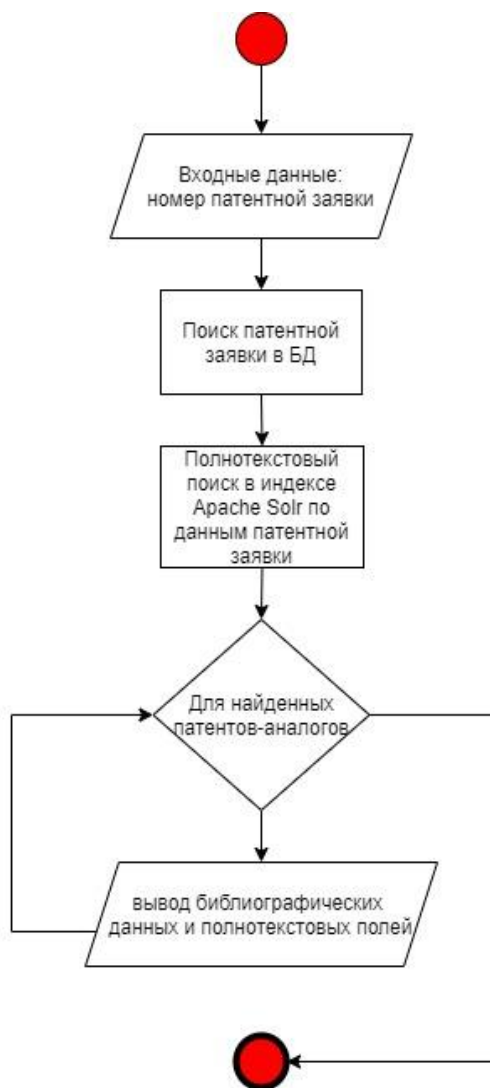 Входные данные:
номер патентной заявки
Поиск патентной
заявки в БД
Полнотекстовый
поиск в индексе
Apache Solr по
данным патентной
заявки
Для найденных
патентов-аналогов
вывод библиографических
данных и полнотекстовых полей